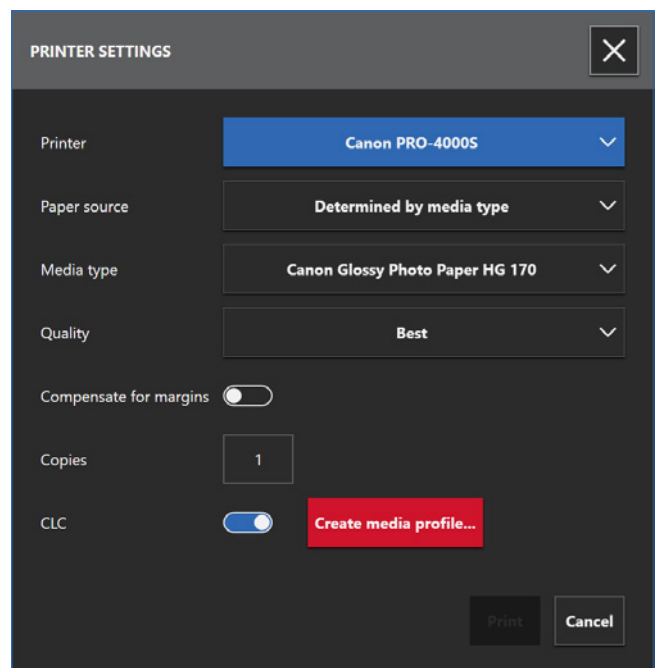 PRINTER SETTINGS
Printer
Canon PRO-4000S
Paper source
Determined by media type
Media type
Canon Glossy Photo Paper HG 170
Quality
Best
Compensate for margins
Copies
1
CLC
Create media profile...
Print
Cancel